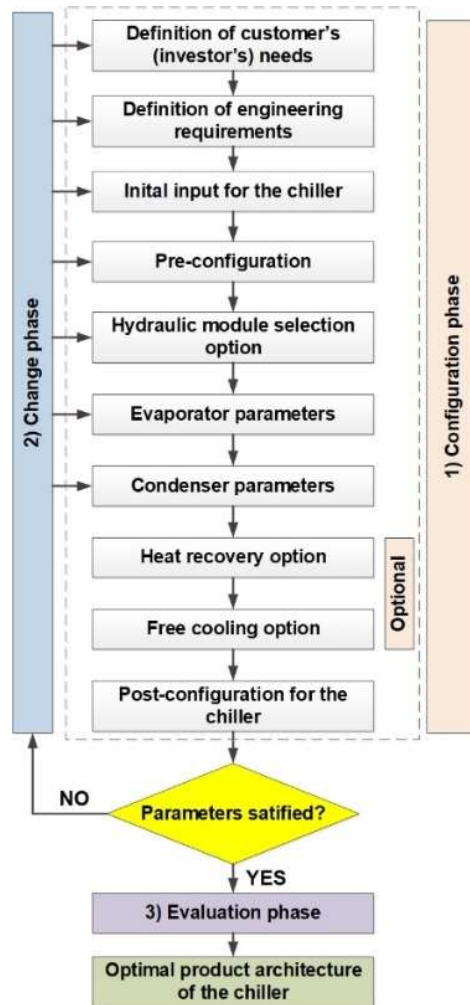 Definition of customer's
(investor's) needs
Definition of engineering
requirements
Inital input for the chiller
Pre-configuration
Hydraulic module selection
option
Evaporator parameters
Condenser parameters
Heat recovery option
Free cooling option
Post-configuration for the
chiller
2) Change phase
1) Configuration phase
Optional
NO
Parameters satified?
YES
3) Evaluation phase
Optimal product architecture
of the chiller